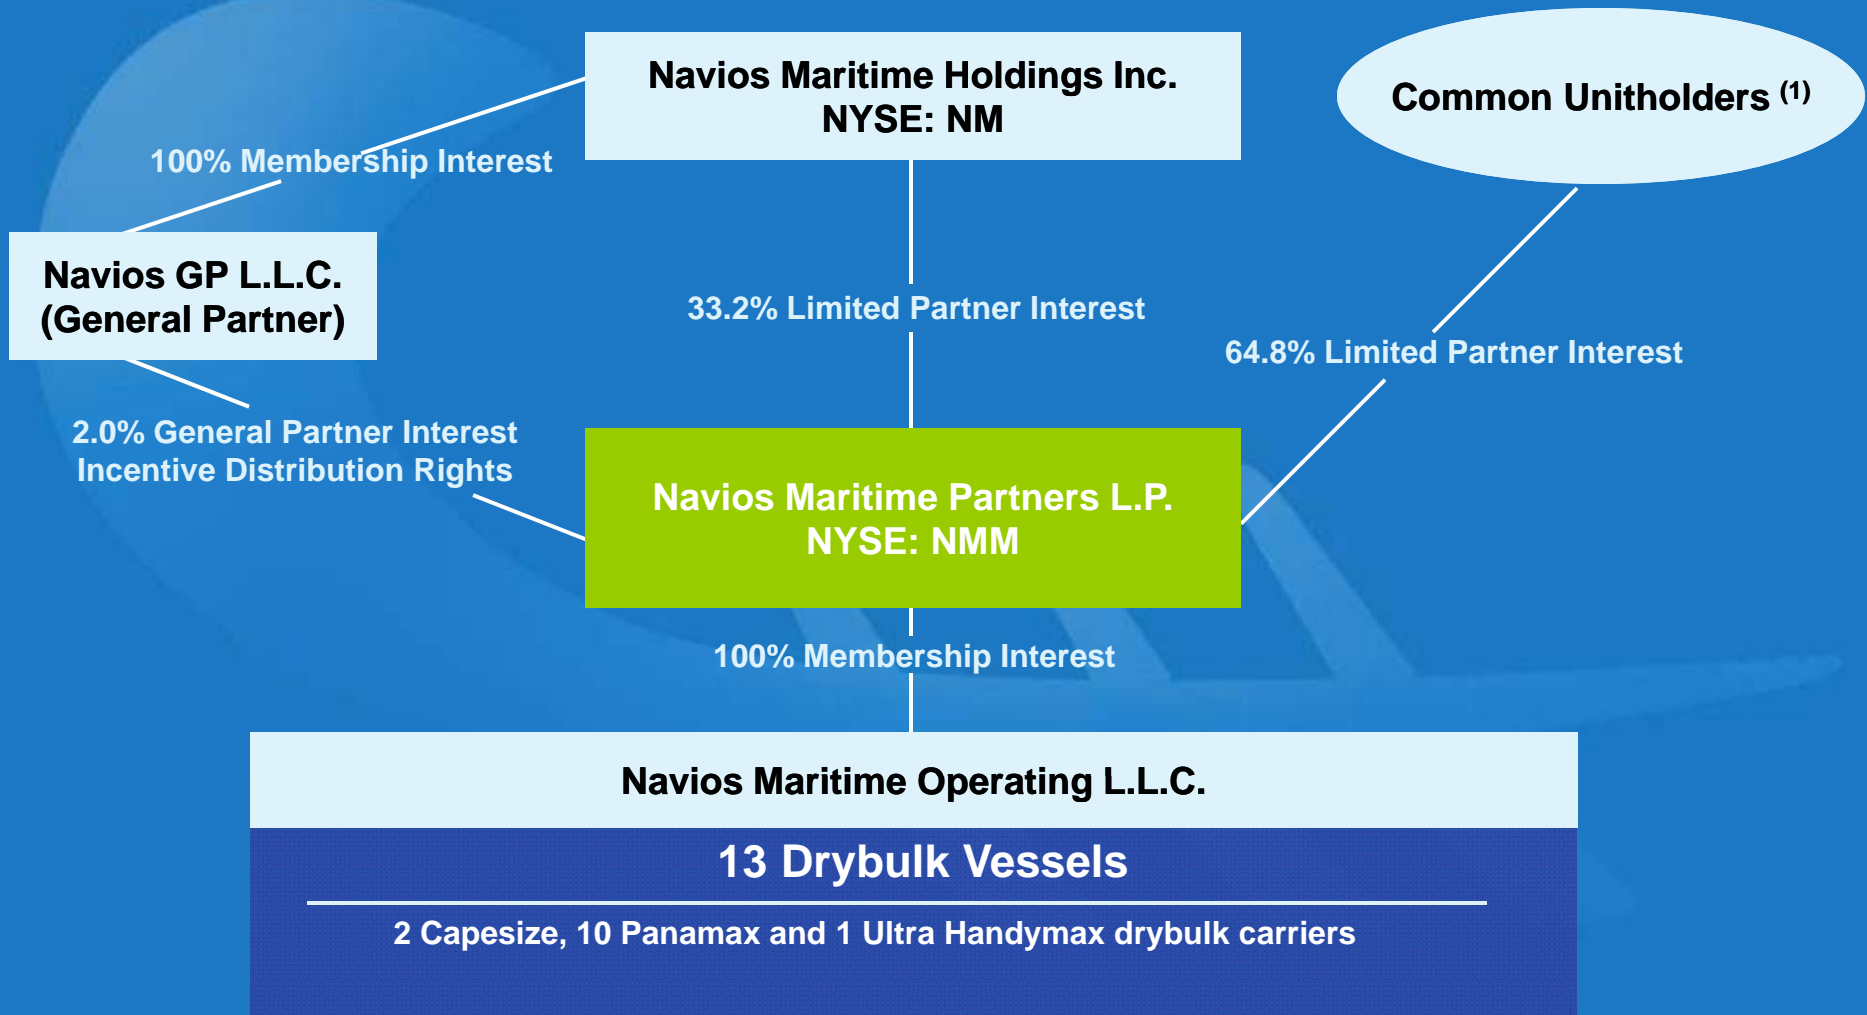 Navios Maritime Holdings Inc.
NYSE: NM
Common Unitholders (1)
100% Membership Interest
Navios GP L.L.C.
(General Partner)
33.2% Limited Partner Interest
64.8% Limited Partner Interest
2.0% General Partner Interest
Incentive Distribution Rights
Navios Maritime Partners L.P.
NYSE: NMM
100% Membership Interest
Navios Maritime Operating L.L.C.
13 Drybulk Vessels
2 Capesize, 10 Panamax and 1 Ultra Handymax drybulk carriers